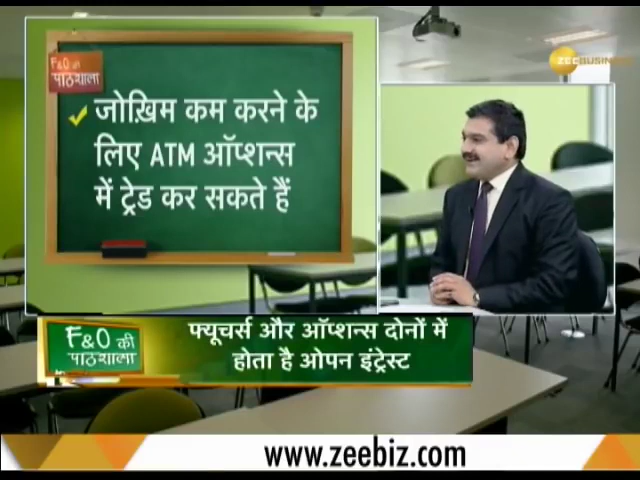 ZEE BUSINESS
F&O की
पाठशाला
जोख़िम कम करने के
लिए ATM ऑप्शन्स
में ट्रेड कर सकते हैं
F&O की
पाठशाला
फ्यूचर्स और ऑप्शन्स दोनों में
होता है ओपन इंट्रेस्ट
www.zeebiz.com